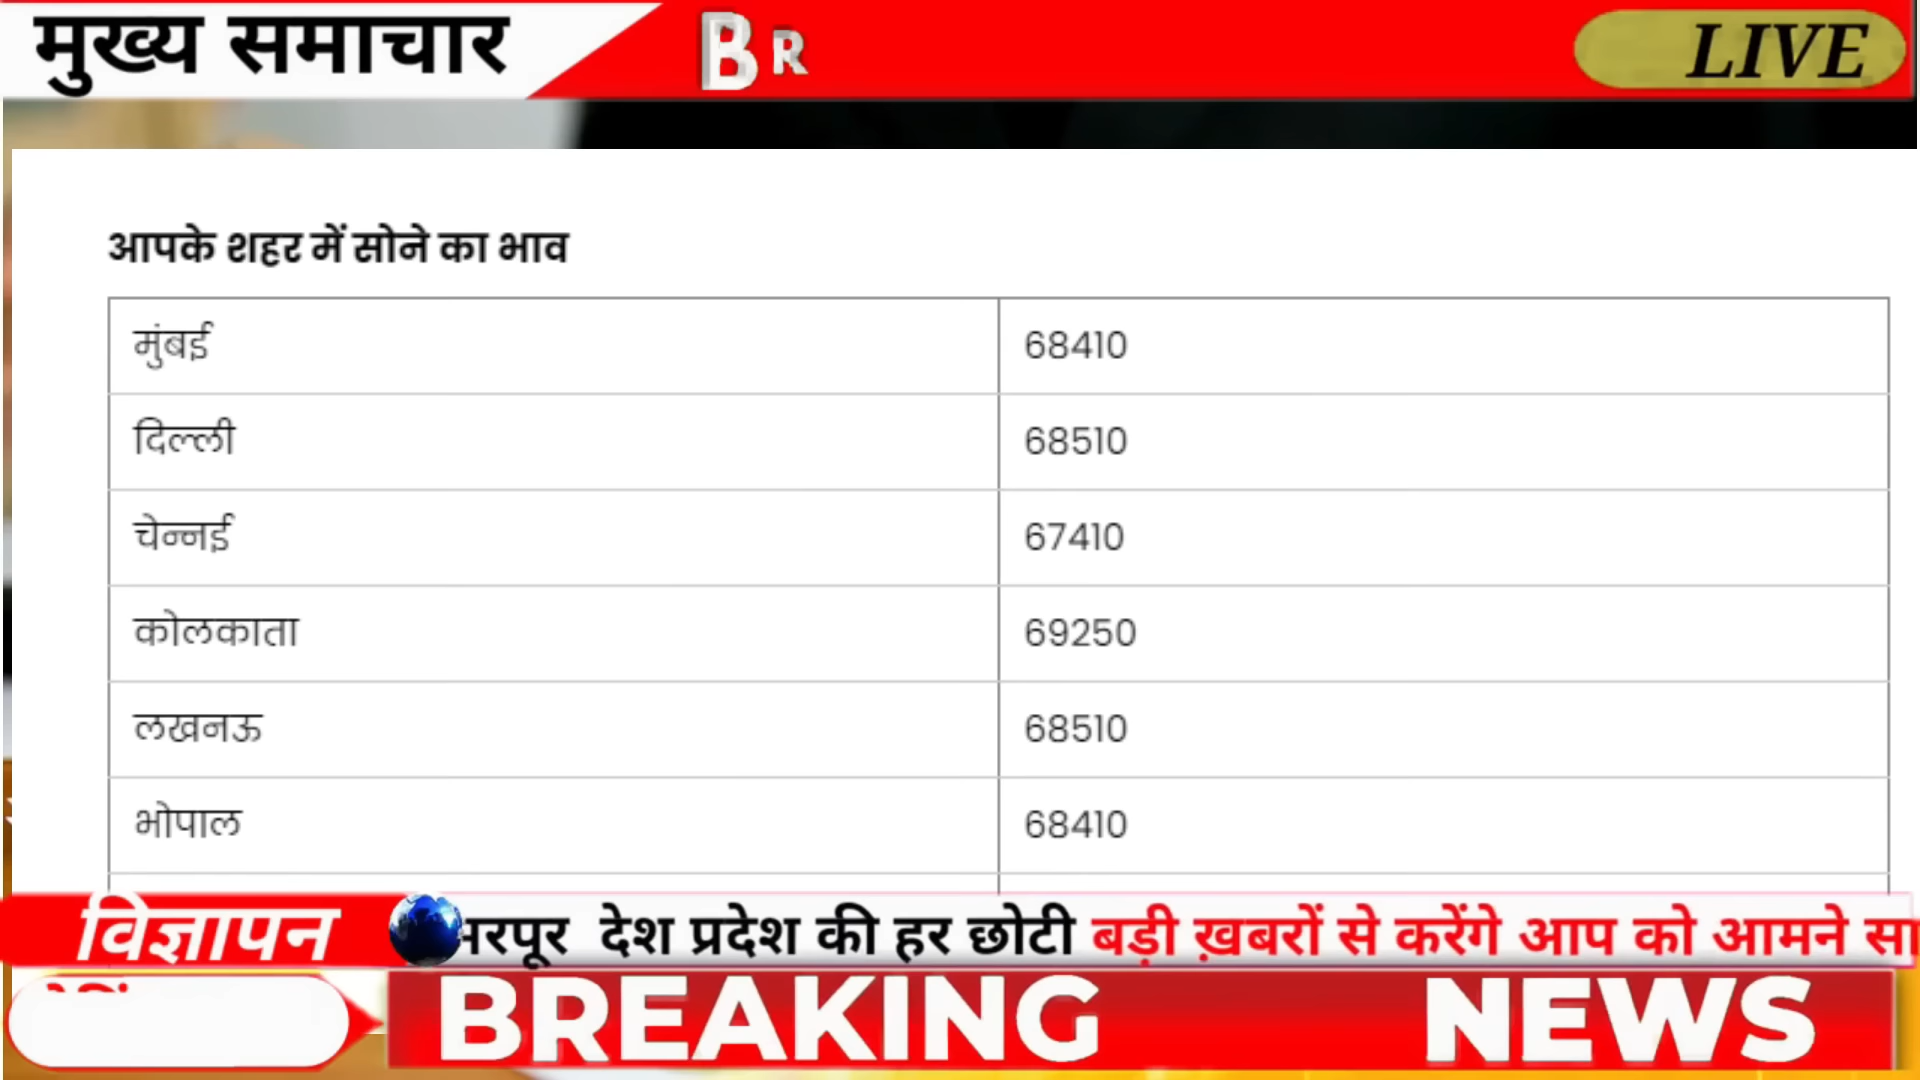 मुख्य समाचार
BR
LIVE
आपके शहर में सोने का भाव
मुंबई 68410
दिल्ली 68510
चेन्नई 67410
कोलकाता 69250
लखनऊ 68510
भोपाल 68410
विज्ञापन
देश प्रदेश की हर छोटी बड़ी ख़बरों से करेंगे आप को आमने
BREAKING NEWS